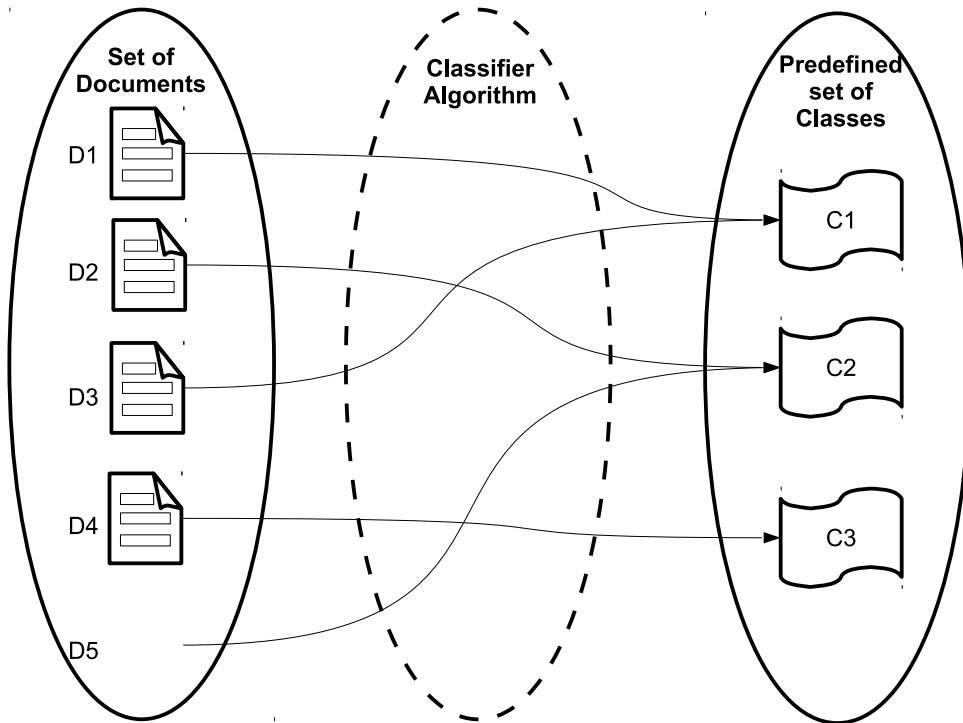 Set of
Documents
D1
D2
D3
D4
D5
Classifier
Algorithm
Predefined
set of
Classes
C1
C2
C3